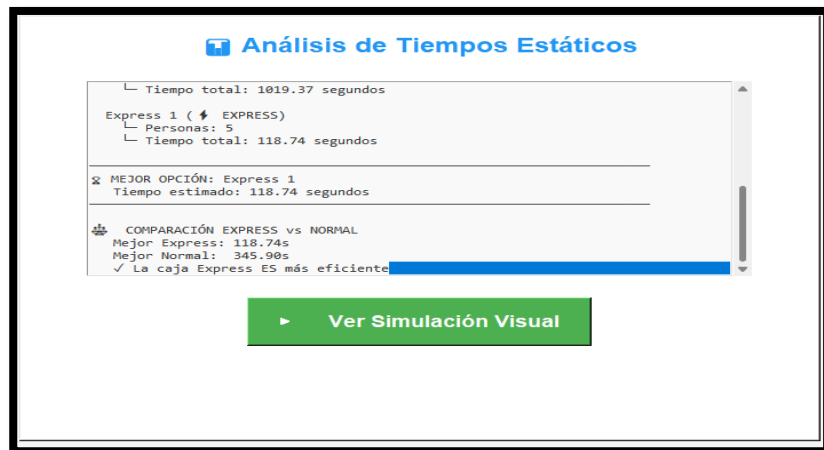 Análisis de Tiempos Estáticos
└─ Tiempo total: 1019.37 segundos
Express 1 (⚡ EXPRESS)
└─ Personas: 5
└─ Tiempo total: 118.74 segundos
MEJOR OPCIÓN: Express 1
Tiempo estimado: 118.74 segundos
COMPARACIÓN EXPRESS vs NORMAL
Mejor Express: 118.74s
Mejor Normal: 345.90s
✓ La caja Express ES más eficiente
Ver Simulación Visual